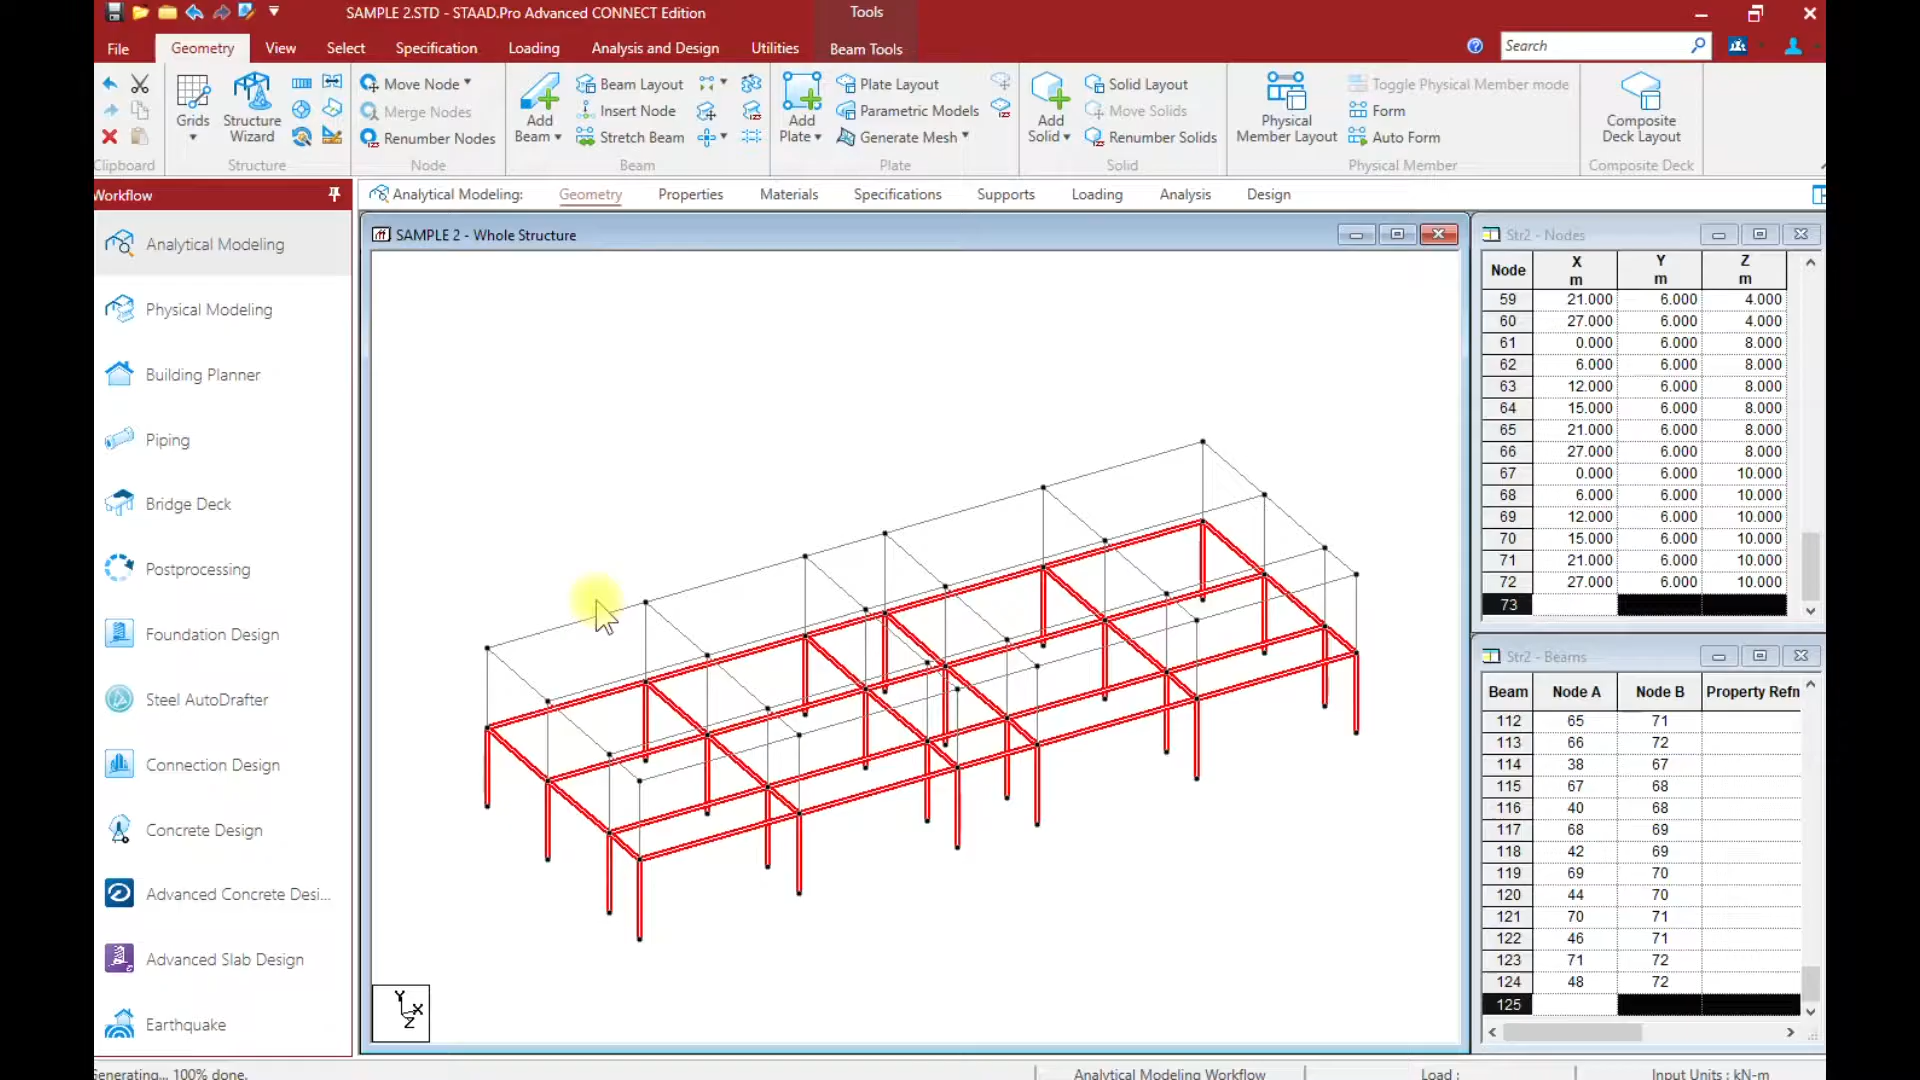 SAMPLE 2.STD - STAAD.Pro Advanced CONNECT Edition
Tools
File Geometry View Select Specification Loading Analysis and Design Utilities Beam Tools
Search
Grids
Structure Wizard
Structure
Clipboard
Move Node
Merge Nodes
Renumber Nodes
Node
Add Beam
Beam Layout
Insert Node
Stretch Beam
Beam
Add Plate
Plate Layout
Parametric Models
Generate Mesh
Plate
Add Solid
Solid Layout
Move Solids
Renumber Solids
Solid
Physical Member Layout
Toggle Physical Member mode
Form
Auto Form
Physical Member
Composite Deck Layout
Composite Deck
Workflow
Analytical Modeling: Geometry Properties Materials Specifications Supports Loading Analysis Design
Analytical Modeling
Physical Modeling
Building Planner
Piping
Bridge Deck
Postprocessing
Foundation Design
Steel AutoDrafter
Connection Design
Concrete Design
Advanced Concrete Desi...
Advanced Slab Design
Earthquake
SAMPLE 2 - Whole Structure
Y
X
Z
Str2 - Nodes
Node X m Y m Z m
59 21.000 6.000 4.000
60 27.000 6.000 4.000
61 0.000 6.000 8.000
62 6.000 6.000 8.000
63 12.000 6.000 8.000
64 15.000 6.000 8.000
65 21.000 6.000 8.000
66 27.000 6.000 8.000
67 0.000 6.000 10.000
68 6.000 6.000 10.000
69 12.000 6.000 10.000
70 15.000 6.000 10.000
71 21.000 6.000 10.000
72 27.000 6.000 10.000
73
Str2 - Beams
Beam Node A Node B Property Refn
112 65 71
113 66 72
114 38 67
115 67 68
116 40 68
117 68 69
118 42 69
119 69 70
120 44 70
121 70 71
122 46 71
123 71 72
124 48 72
125
Generating... 100% done.
Analytical Modeling Workflow
Load :
Input Units : kN-m